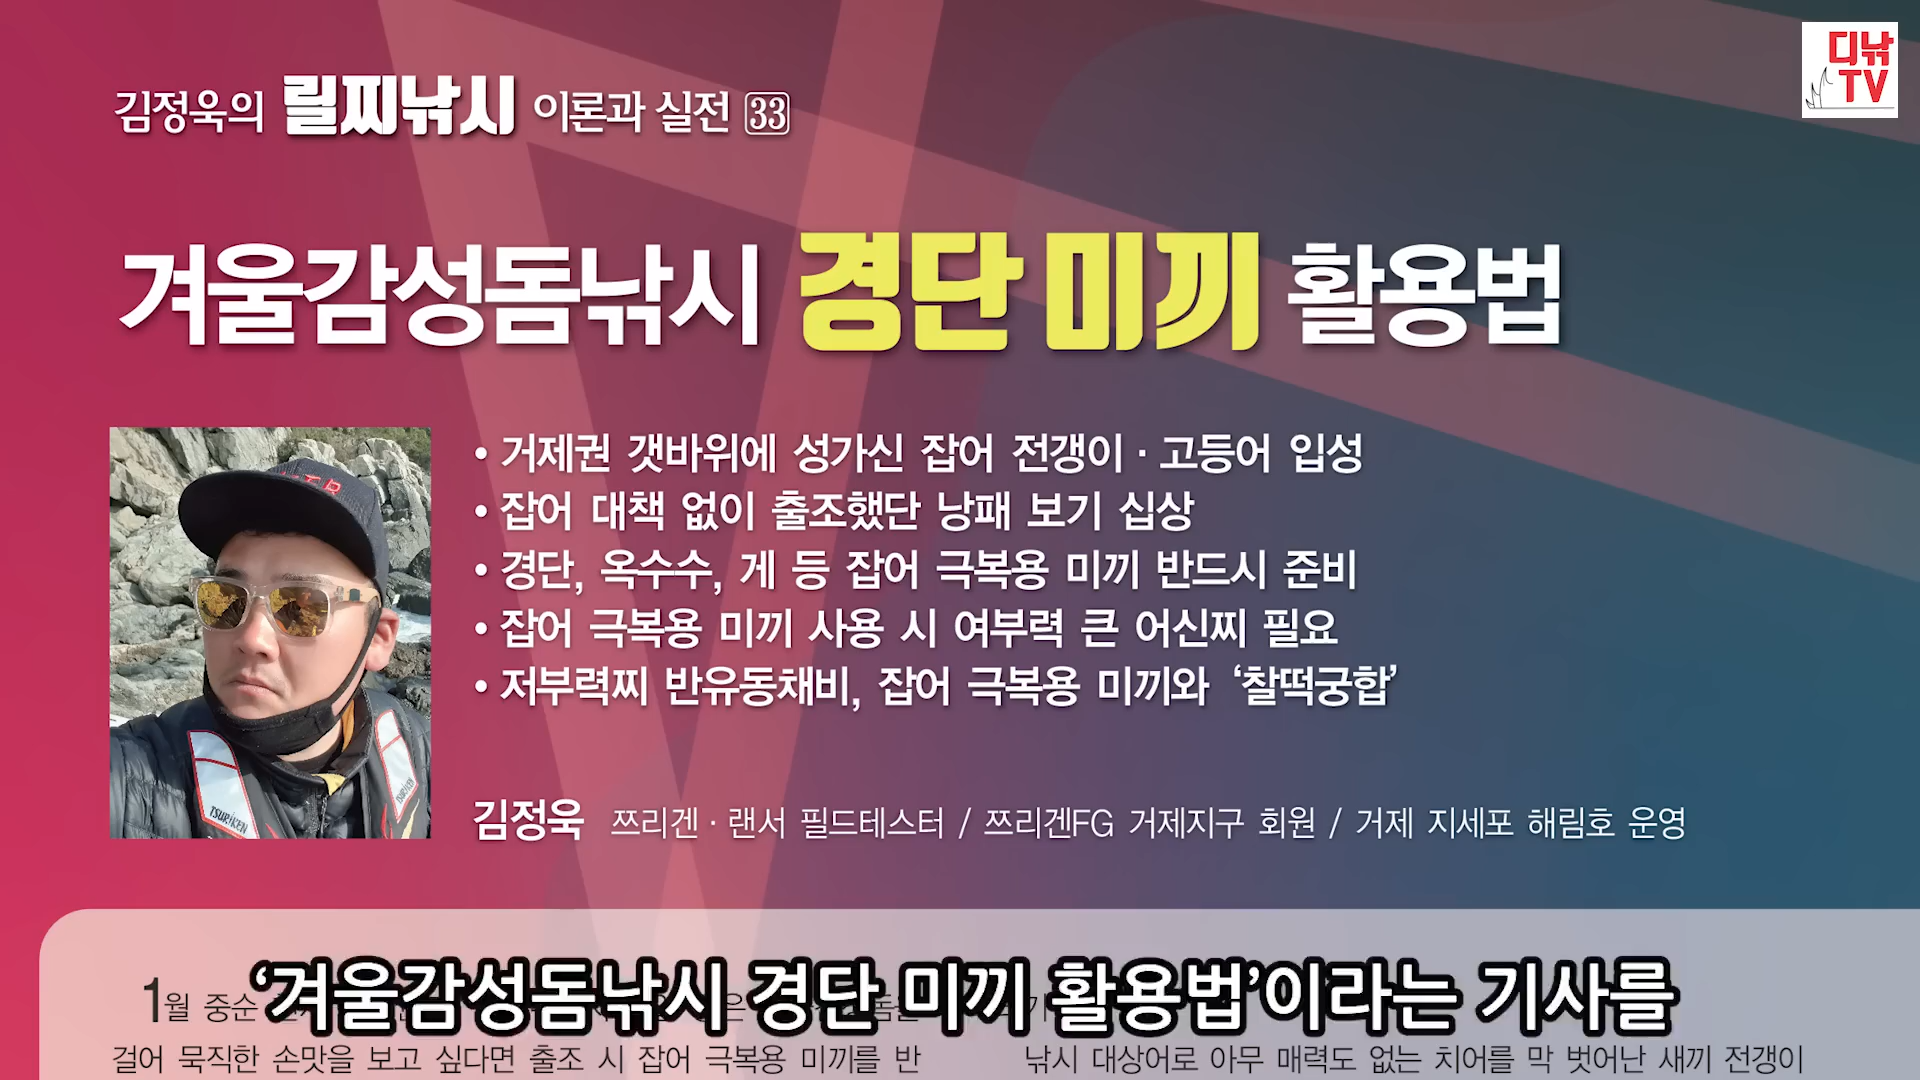 김정욱의 릴찌낚시 이론과 실전 33
디낚
TV
겨울감성돔낚시 경단 미끼 활용법
• 거제권 갯바위에 성가신 잡어 전갱이·고등어 입성
• 잡어 대책 없이 출조했단 낭패 보기 십상
• 경단, 옥수수, 게 등 잡어 극복용 미끼 반드시 준비
• 잡어 극복용 미끼 사용 시 여부력 큰 어신찌 필요
• 저부력찌 반유동채비, 잡어 극복용 미끼와 ‘찰떡궁합’
TSURIKEN
TSURIKEN
김정욱 쯔리겐·랜서 필드테스터 / 쯔리겐FG 거제지구 회원 / 거제 지세포 해림호 운영
1월 중순
‘겨울감성돔낚시 경단 미끼 활용법’이라는 기사를
걸어 묵직한 손맛을 보고 싶다면 출조 시 잡어 극복용 미끼를 반
낚시 대상어로 아무 매력도 없는 치어를 막 벗어난 새끼 전갱이